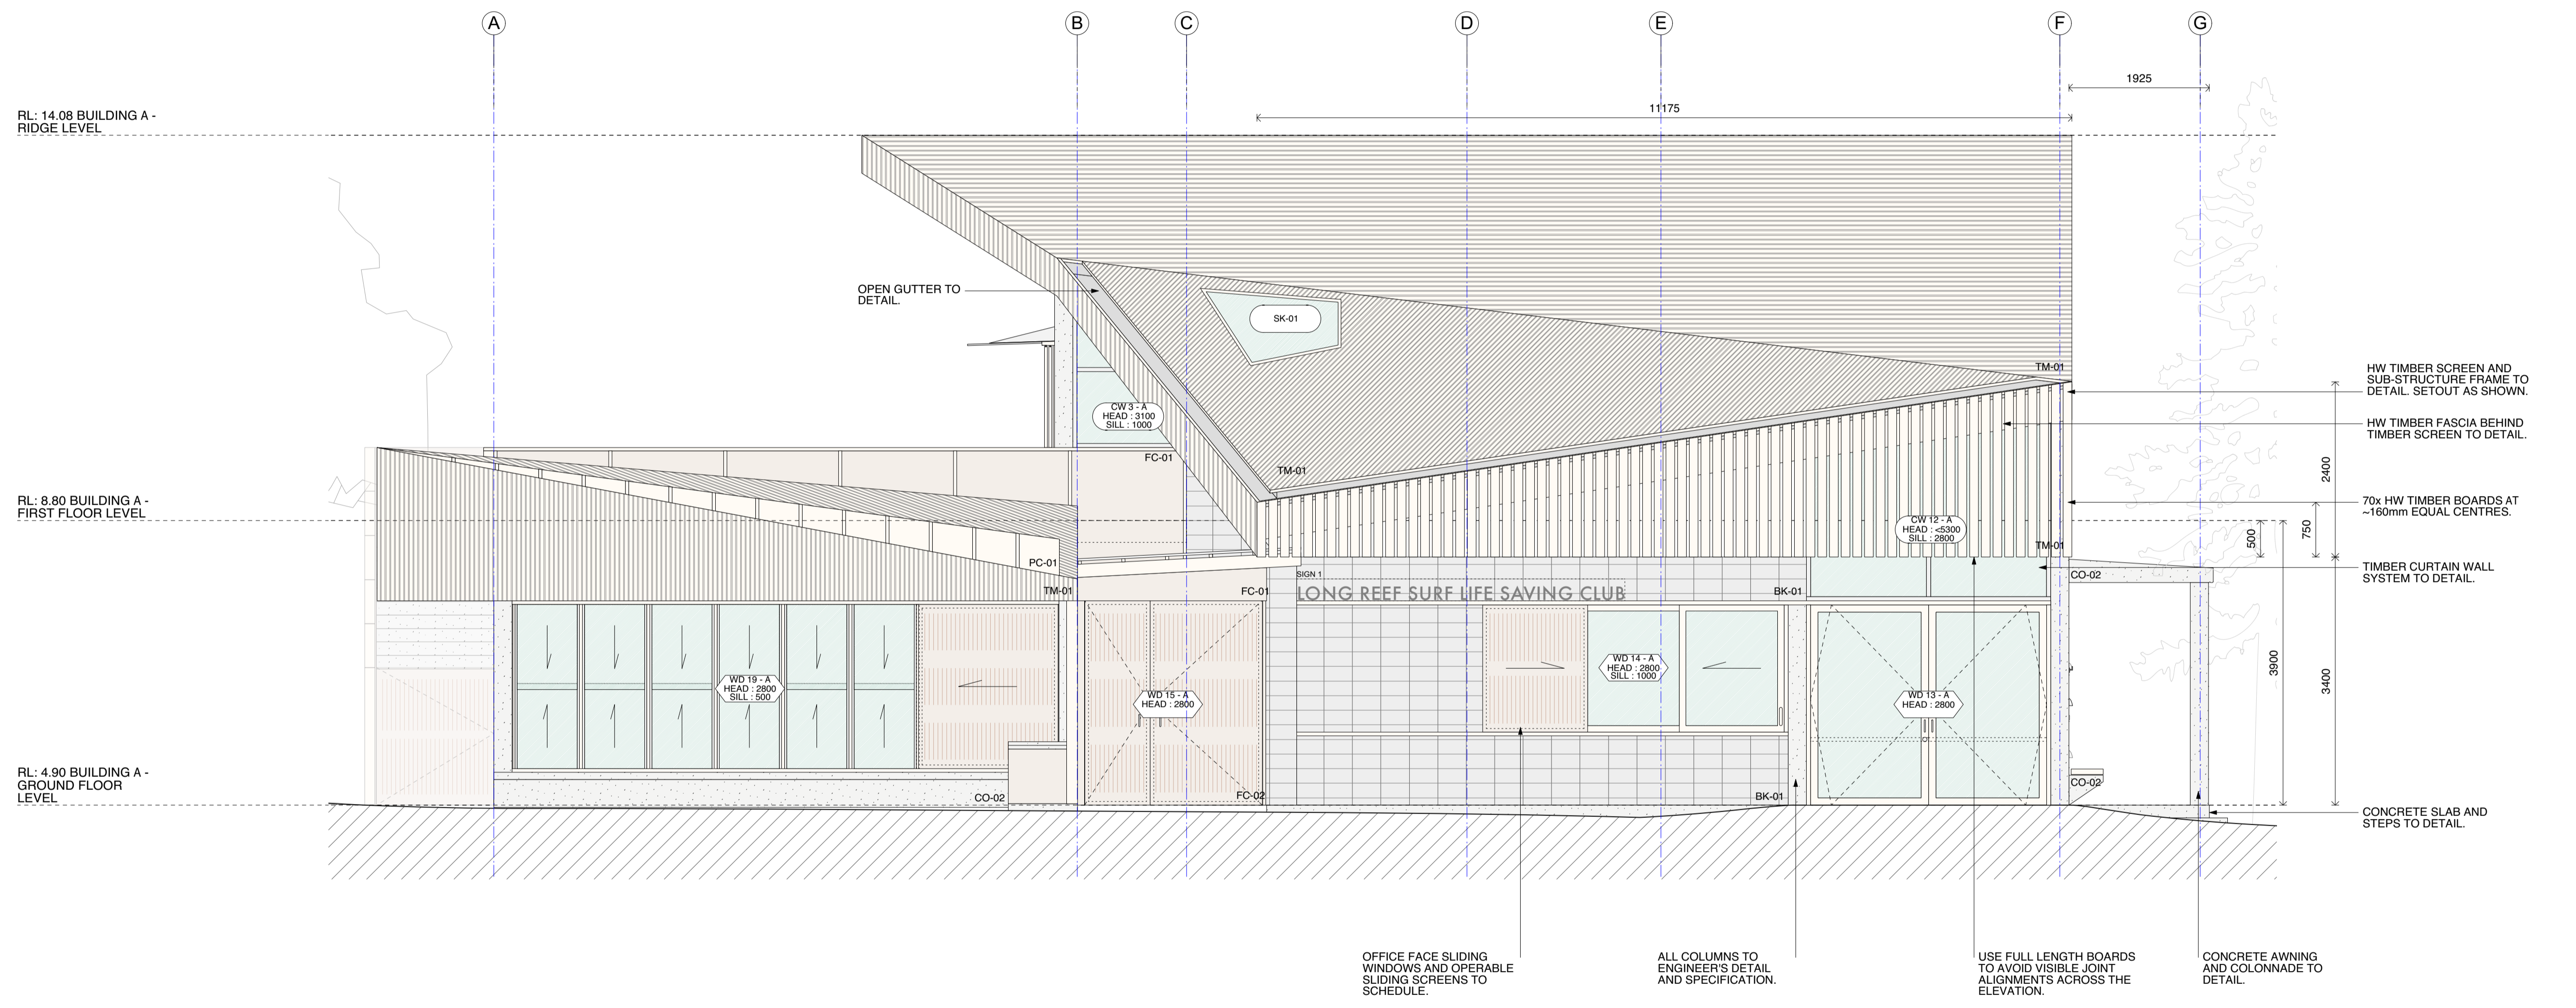 A
B
C
D
E
F
G
1925
11175
RL: 14.08 BUILDING A -
RIDGE LEVEL
OPEN GUTTER TO
DETAIL.
SK-01
TM-01
HW TIMBER SCREEN AND
SUB-STRUCTURE FRAME TO
DETAIL. SETOUT AS SHOWN.
CW 3 - A
HEAD : 3100
SILL : 1000
HW TIMBER FASCIA BEHIND
TIMBER SCREEN TO DETAIL.
FC-01
TM-01
2400
RL: 8.80 BUILDING A -
FIRST FLOOR LEVEL
70x HW TIMBER BOARDS AT
~160mm EQUAL CENTRES.
CW 12 - A
HEAD : <5300
SILL : 2800
500
750
TM-01
PC-01
TIMBER CURTAIN WALL
SYSTEM TO DETAIL.
SIGN 1
CO-02
TM-01
FC-01
LONG REEF SURF LIFE SAVING CLUB
BK-01
WD 19 - A
HEAD : 2800
SILL : 500
WD 15 - A
HEAD : 2800
WD 14 - A
HEAD : 2800
SILL : 1000
WD 13 - A
HEAD : 2800
3900
3400
RL: 4.90 BUILDING A -
GROUND FLOOR
LEVEL
CO-02
FC-02
BK-01
CO-02
CONCRETE SLAB AND
STEPS TO DETAIL.
OFFICE FACE SLIDING
WINDOWS AND OPERABLE
SLIDING SCREENS TO
SCHEDULE.
ALL COLUMNS TO
ENGINEER'S DETAIL
AND SPECIFICATION.
USE FULL LENGTH BOARDS
TO AVOID VISIBLE JOINT
ALIGNMENTS ACROSS THE
ELEVATION.
CONCRETE AWNING
AND COLONNADE TO
DETAIL.